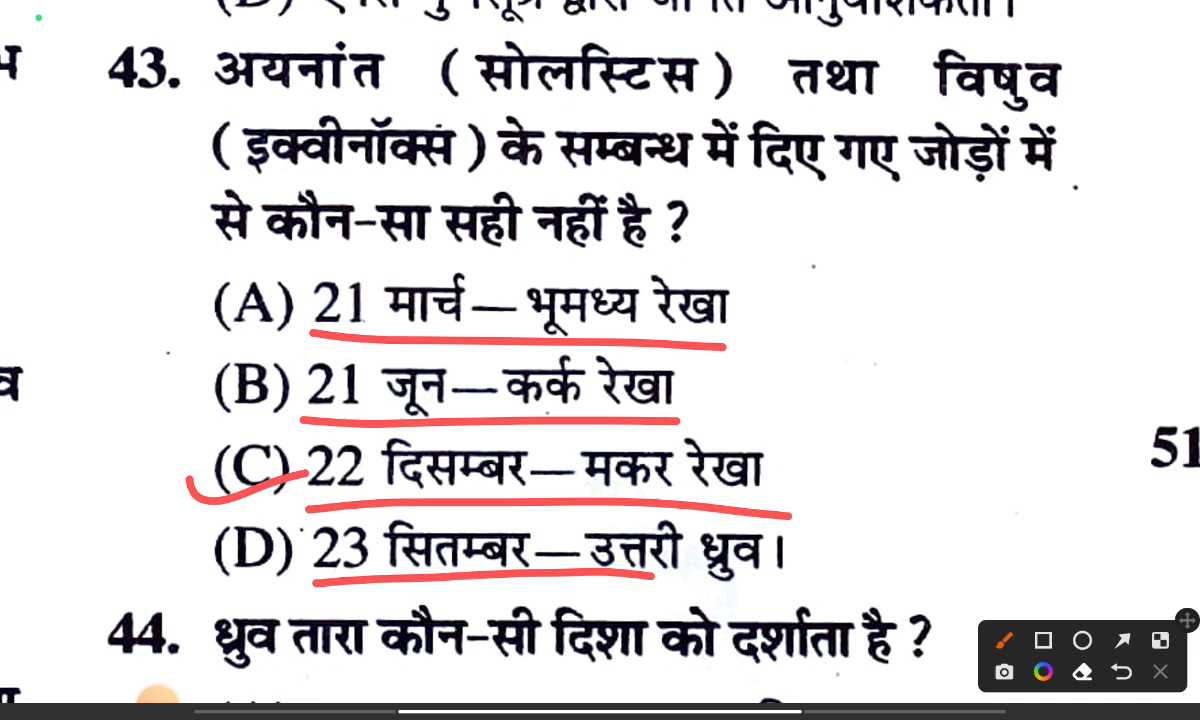 43. अयनांत ( सोलस्टिस ) तथा विषुव
( इक्वीनॉक्स ) के सम्बन्ध में दिए गए जोड़ों में
से कौन-सा सही नहीं है ?
(A) 21 मार्च—भूमध्य रेखा
(B) 21 जून—कर्क रेखा
(C) 22 दिसम्बर—मकर रेखा
51
(D) 23 सितम्बर—उत्तरी ध्रुव।
44. ध्रुव तारा कौन-सी दिशा को दर्शाता है ?